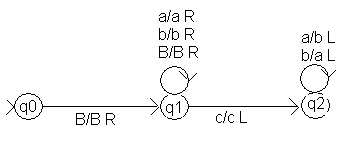 a/a R
b/b R
B/B R
a/b L
b/a L
q0
q1
q2
B/B R
c/c L